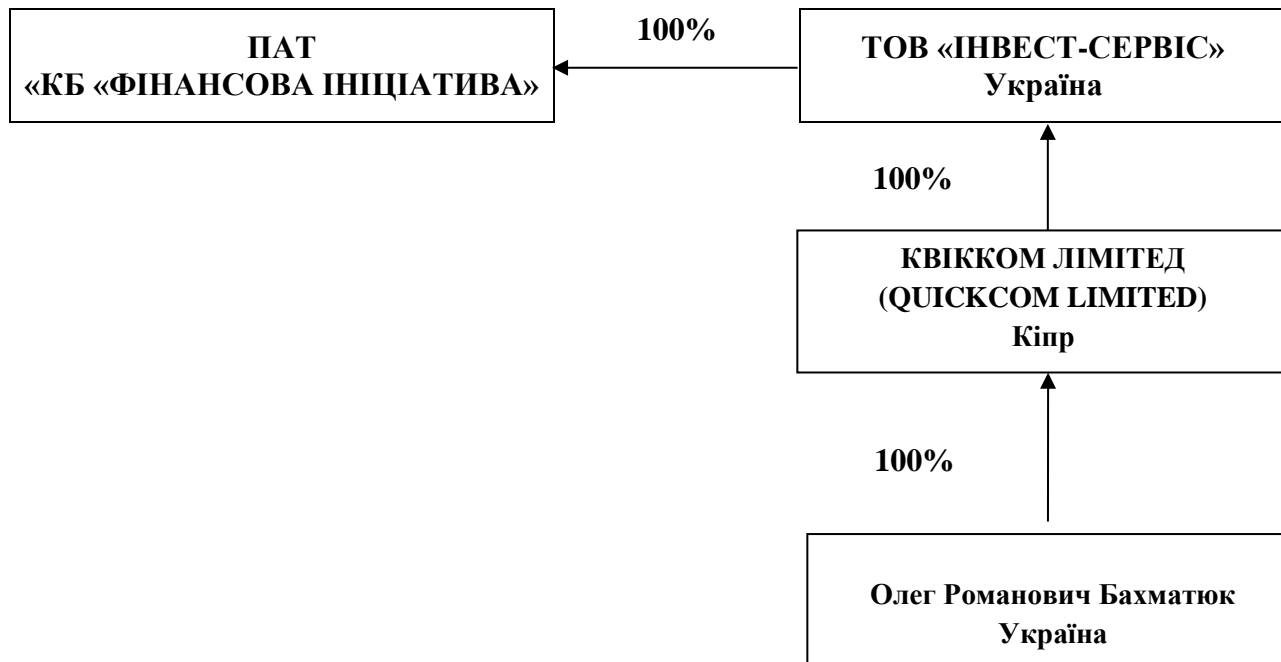 ПАТ
«КБ «ФІНАНСОВА ІНІЦІАТИВА»
100%
ТОВ «ІНВЕСТ-СЕРВІС»
Україна
100%
КВІККОМ ЛІМІТЕД
(QUICKCOM LIMITED)
Кіпр
100%
Олег Романович Бахматюк
Україна